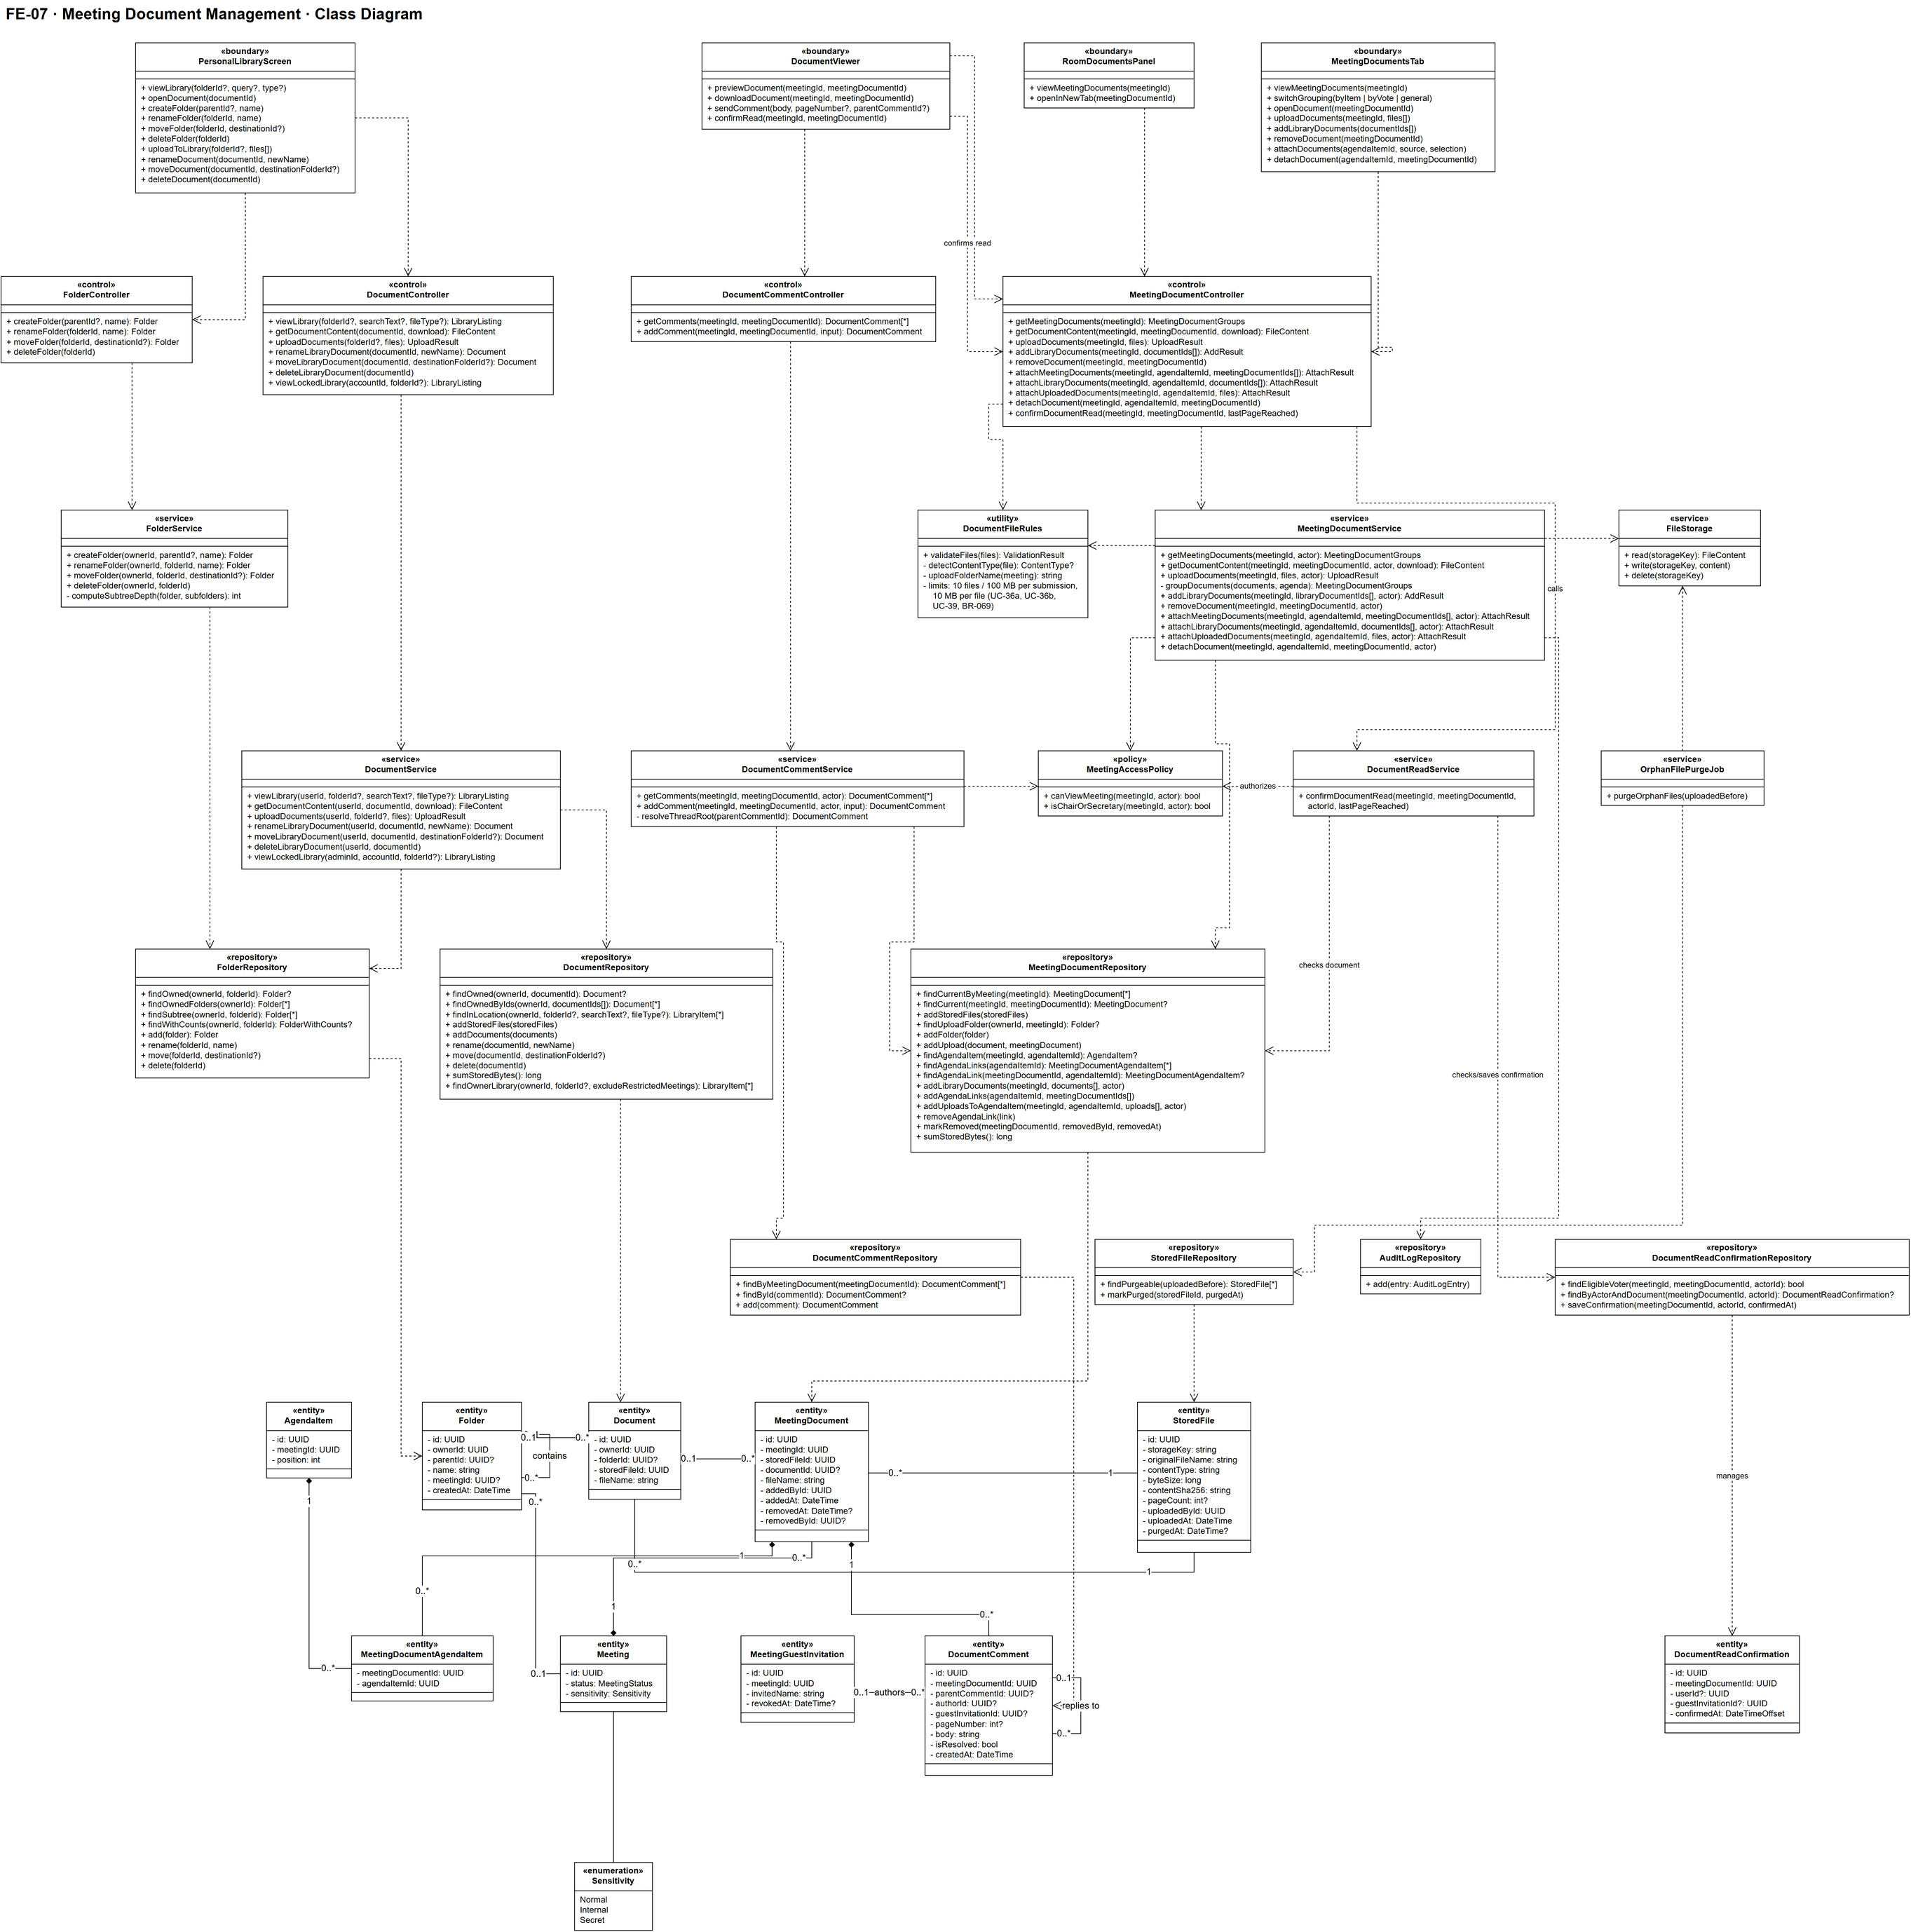 FE-07 · Meeting Document Management · Class Diagram
«boundary»
PersonalLibraryScreen
+ viewLibrary(folderId?, query?, type?)
+ openDocument(documentId)
+ createFolder(parentId?, name)
+ renameFolder(folderId, name)
+ moveFolder(folderId, destinationId?)
+ deleteFolder(folderId)
+ uploadToLibrary(folderId?, files[])
+ renameDocument(documentId, newName)
+ moveDocument(documentId, destinationFolderId?)
+ deleteDocument(documentId)
«boundary»
DocumentViewer
+ previewDocument(meetingId, meetingDocumentId)
+ downloadDocument(meetingId, meetingDocumentId)
+ sendComment(body, pageNumber?, parentCommentId?)
+ confirmRead(meetingId, meetingDocumentId)
«boundary»
RoomDocumentsPanel
+ viewMeetingDocuments(meetingId)
+ openInNewTab(meetingDocumentId)
«boundary»
MeetingDocumentsTab
+ viewMeetingDocuments(meetingId)
+ switchGrouping(byItem | byVote | general)
+ openDocument(meetingDocumentId)
+ uploadDocuments(meetingId, files[])
+ addLibraryDocuments(documentIds[])
+ removeDocument(meetingDocumentId)
+ attachDocuments(agendaItemId, source, selection)
+ detachDocument(agendaItemId, meetingDocumentId)
confirms read
«control»
FolderController
+ createFolder(parentId?, name): Folder
+ renameFolder(folderId, name): Folder
+ moveFolder(folderId, destinationId?): Folder
+ deleteFolder(folderId)
«control»
DocumentController
+ viewLibrary(folderId?, searchText?, fileType?): LibraryListing
+ getDocumentContent(documentId, download): FileContent
+ uploadDocuments(folderId?, files): UploadResult
+ renameLibraryDocument(documentId, newName): Document
+ moveLibraryDocument(documentId, destinationFolderId?): Document
+ deleteLibraryDocument(documentId)
+ viewLockedLibrary(accountId, folderId?): LibraryListing
«control»
DocumentCommentController
+ getComments(meetingId, meetingDocumentId): DocumentComment[*]
+ addComment(meetingId, meetingDocumentId, input): DocumentComment
«control»
MeetingDocumentController
+ getMeetingDocuments(meetingId): MeetingDocumentGroups
+ getDocumentContent(meetingId, meetingDocumentId, download): FileContent
+ uploadDocuments(meetingId, files): UploadResult
+ addLibraryDocuments(meetingId, documentIds[]): AddResult
+ removeDocument(meetingId, meetingDocumentId)
+ attachMeetingDocuments(meetingId, agendaItemId, meetingDocumentIds[]): AttachResult
+ attachLibraryDocuments(meetingId, agendaItemId, documentIds[]): AttachResult
+ attachUploadedDocuments(meetingId, agendaItemId, files): AttachResult
+ detachDocument(meetingId, agendaItemId, meetingDocumentId)
+ confirmDocumentRead(meetingId, meetingDocumentId, lastPageReached)
«service»
FolderService
+ createFolder(ownerId, parentId?, name): Folder
+ renameFolder(ownerId, folderId, name): Folder
+ moveFolder(ownerId, folderId, destinationId?): Folder
+ deleteFolder(ownerId, folderId)
- computeSubtreeDepth(folder, subfolders): int
«utility»
DocumentFileRules
+ validateFiles(files): ValidationResult
- detectContentType(file): ContentType?
- uploadFolderName(meeting): string
- limits: 10 files / 100 MB per submission,
10 MB per file (UC-36a, UC-36b,
UC-39, BR-069)
«service»
MeetingDocumentService
+ getMeetingDocuments(meetingId, actor): MeetingDocumentGroups
+ getDocumentContent(meetingId, meetingDocumentId, actor, download): FileContent
+ uploadDocuments(meetingId, files, actor): UploadResult
- groupDocuments(documents, agenda): MeetingDocumentGroups
+ addLibraryDocuments(meetingId, libraryDocumentIds[], actor): AddResult
+ removeDocument(meetingId, meetingDocumentId, actor)
+ attachMeetingDocuments(meetingId, agendaItemId, meetingDocumentIds[], actor): AttachResult
+ attachLibraryDocuments(meetingId, agendaItemId, documentIds[], actor): AttachResult
+ attachUploadedDocuments(meetingId, agendaItemId, files, actor): AttachResult
+ detachDocument(meetingId, agendaItemId, meetingDocumentId, actor)
calls
«service»
FileStorage
+ read(storageKey): FileContent
+ write(storageKey, content)
+ delete(storageKey)
«service»
DocumentService
+ viewLibrary(userId, folderId?, searchText?, fileType?): LibraryListing
+ getDocumentContent(userId, documentId, download): FileContent
+ uploadDocuments(userId, folderId?, files): UploadResult
+ renameLibraryDocument(userId, documentId, newName): Document
+ moveLibraryDocument(userId, documentId, destinationFolderId?): Document
+ deleteLibraryDocument(userId, documentId)
+ viewLockedLibrary(adminId, accountId, folderId?): LibraryListing
«service»
DocumentCommentService
+ getComments(meetingId, meetingDocumentId, actor): DocumentComment[*]
+ addComment(meetingId, meetingDocumentId, actor, input): DocumentComment
- resolveThreadRoot(parentCommentId): DocumentComment
«policy»
MeetingAccessPolicy
+ canViewMeeting(meetingId, actor): bool
+ isChairOrSecretary(meetingId, actor): bool
authorizes
«service»
DocumentReadService
+ confirmDocumentRead(meetingId, meetingDocumentId,
actorId, lastPageReached)
«service»
OrphanFilePurgeJob
+ purgeOrphanFiles(uploadedBefore)
«repository»
FolderRepository
+ findOwned(ownerId, folderId): Folder?
+ findOwnedFolders(ownerId): Folder[*]
+ findSubtree(ownerId, folderId): Folder[*]
+ findWithCounts(ownerId, folderId): FolderWithCounts?
+ add(folder): Folder
+ rename(folderId, name)
+ move(folderId, destinationId?)
+ delete(folderId)
«repository»
DocumentRepository
+ findOwned(ownerId, documentId): Document?
+ findOwnedByIds(ownerId, documentIds[]): Document[*]
+ findInLocation(ownerId, folderId?, searchText?, fileType?): LibraryItem[*]
+ addStoredFiles(storedFiles)
+ addDocuments(documents)
+ rename(documentId, newName)
+ move(documentId, destinationFolderId?)
+ delete(documentId)
+ sumStoredBytes(): long
+ findOwnerLibrary(ownerId, folderId?, excludeRestrictedMeetings): LibraryItem[*]
«repository»
MeetingDocumentRepository
+ findCurrentByMeeting(meetingId): MeetingDocument[*]
+ findCurrent(meetingId, meetingDocumentId): MeetingDocument?
+ addStoredFiles(storedFiles)
+ findUploadFolder(ownerId, meetingId): Folder?
+ addFolder(folder)
+ addUpload(document, meetingDocument)
+ findAgendaItem(meetingId, agendaItemId): AgendaItem?
+ findAgendaLinks(agendaItemId): MeetingDocumentAgendaItem[*]
+ findAgendaLink(meetingDocumentId, agendaItemId): MeetingDocumentAgendaItem?
+ addLibraryDocuments(meetingId, documents[], actor)
+ addAgendaLinks(agendaItemId, meetingDocumentIds[])
+ addUploadsToAgendaItem(meetingId, agendaItemId, uploads[], actor)
+ removeAgendaLink(link)
+ markRemoved(meetingDocumentId, removedById, removedAt)
+ sumStoredBytes(): long
checks document
checks/saves confirmation
«repository»
DocumentCommentRepository
+ findByMeetingDocument(meetingDocumentId): DocumentComment[*]
+ findById(commentId): DocumentComment?
+ add(comment): DocumentComment
«repository»
StoredFileRepository
+ findPurgeable(uploadedBefore): StoredFile[*]
+ markPurged(storedFileId, purgedAt)
«repository»
AuditLogRepository
+ add(entry: AuditLogEntry)
«repository»
DocumentReadConfirmationRepository
+ findEligibleVoter(meetingId, meetingDocumentId, actorId): bool
+ findByActorAndDocument(meetingDocumentId, actorId): DocumentReadConfirmation?
+ saveConfirmation(meetingDocumentId, actorId, confirmedAt)
«entity»
AgendaItem
- id: UUID
- meetingId: UUID
- position: int
«entity»
Folder
- id: UUID
- ownerId: UUID
- parentId: UUID?
- name: string
- meetingId: UUID?
- createdAt: DateTime
0..1
contains
0..*
0..*
«entity»
Document
- id: UUID
- ownerId: UUID
- folderId: UUID?
- storedFileId: UUID
- fileName: string
0..1
0..*
«entity»
MeetingDocument
- id: UUID
- meetingId: UUID
- storedFileId: UUID
- documentId: UUID?
- fileName: string
- addedById: UUID
- addedAt: DateTime
- removedAt: DateTime?
- removedById: UUID?
0..*
1
«entity»
StoredFile
- id: UUID
- storageKey: string
- originalFileName: string
- contentType: string
- byteSize: long
- contentSha256: string
- pageCount: int?
- uploadedById: UUID
- uploadedAt: DateTime
- purgedAt: DateTime?
manages
1
0..*
1
0..*
0..*
1
1
0..*
1
0..*
0..*
0..1
«entity»
MeetingDocumentAgendaItem
- meetingDocumentId: UUID
- agendaItemId: UUID
«entity»
Meeting
- id: UUID
- status: MeetingStatus
- sensitivity: Sensitivity
«entity»
MeetingGuestInvitation
- id: UUID
- meetingId: UUID
- invitedName: string
- revokedAt: DateTime?
0..1 authors 0..*
«entity»
DocumentComment
- id: UUID
- meetingDocumentId: UUID
- parentCommentId: UUID?
- authorId: UUID?
- guestInvitationId: UUID?
- pageNumber: int?
- body: string
- isResolved: bool
- createdAt: DateTime
0..1
replies to
0..*
«entity»
DocumentReadConfirmation
- id: UUID
- meetingDocumentId: UUID
- userId?: UUID
- guestInvitationId?: UUID
- confirmedAt: DateTimeOffset
«enumeration»
Sensitivity
Normal
Internal
Secret